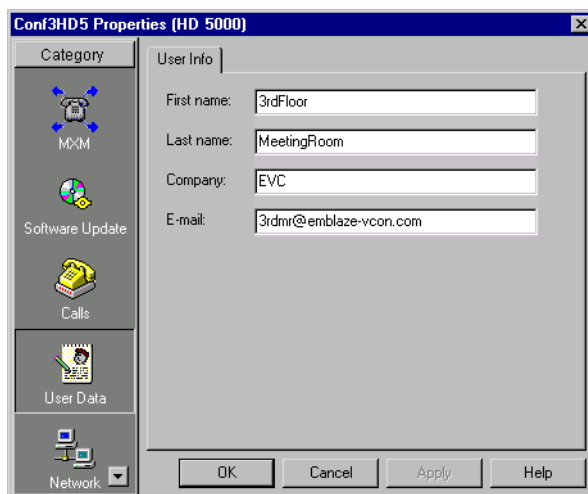 Conf3HD5 Properties (HD 5000)
Category
MXM
Software Update
Calls
User Data
Network
User Info
First name: 3rdFloor
Last name: MeetingRoom
Company: EVC
E-mail: 3rdmr@emblaze-vcon.com
OK Cancel Apply Help